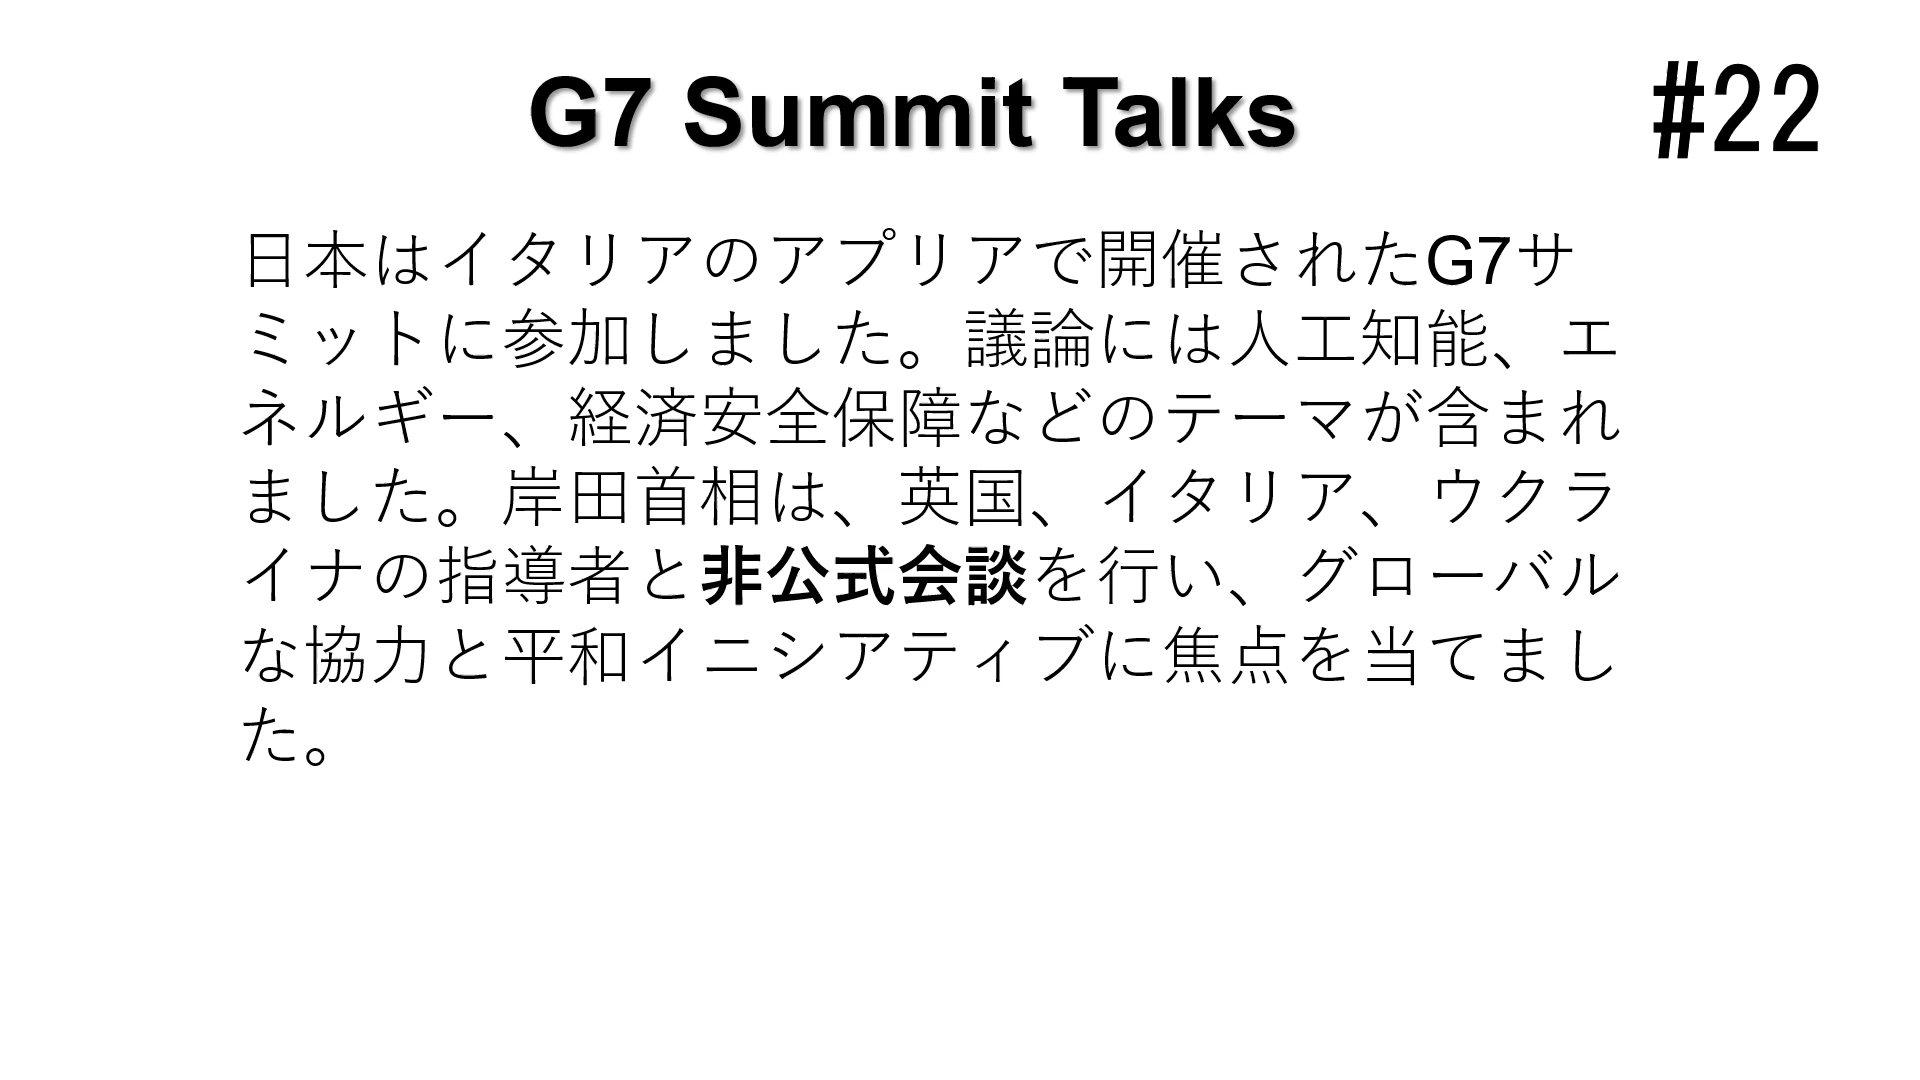 G7 Summit Talks
#22
日本はイタリアのアプリアで開催されたG7サ
ミットに参加しました。議論には人工知能、エ
ネルギー、経済安全保障などのテーマが含まれ
ました。岸田首相は、英国、イタリア、ウクラ
イナの指導者と非公式会談を行い、グローバル
な協力と平和イニシアティブに焦点を当てまし
た。